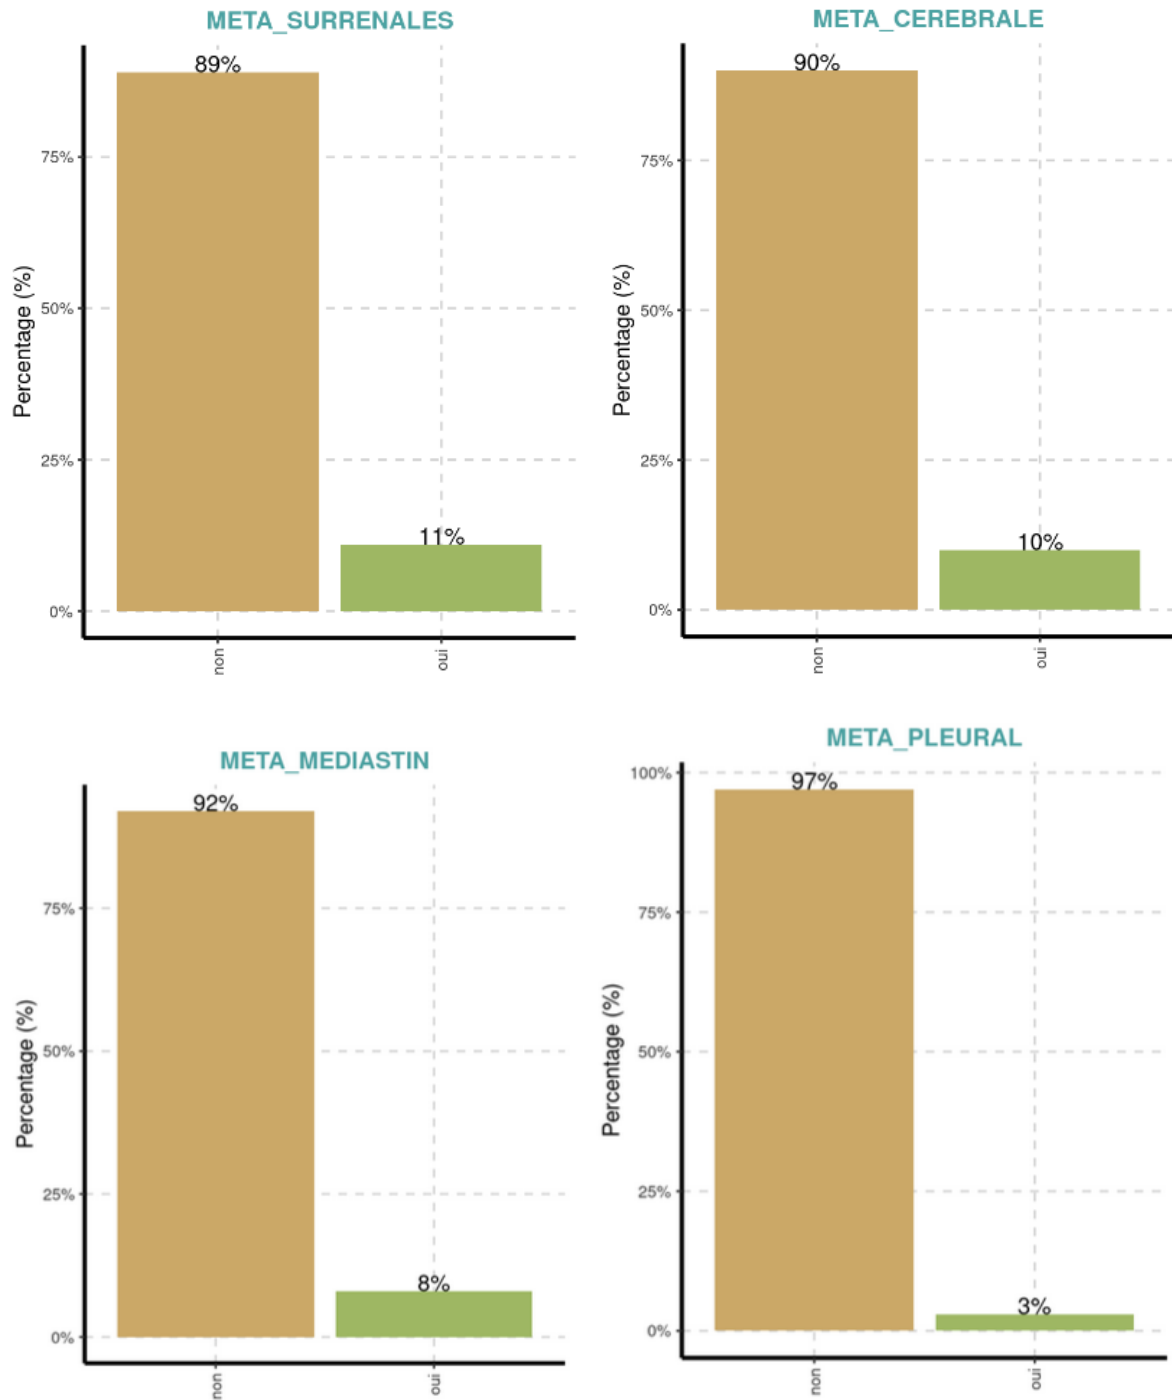 META_SURRENALES
89%
75%
50%
25%
11%
0%
Percentage (%)
non
oui
META_CEREBRALE
90%
75%
50%
25%
10%
0%
Percentage (%)
non
oui
META_MEDIASTIN
92%
75%
50%
25%
8%
0%
Percentage (%)
non
oui
META_PLEURAL
100%
97%
75%
50%
25%
3%
0%
Percentage (%)
non
oui